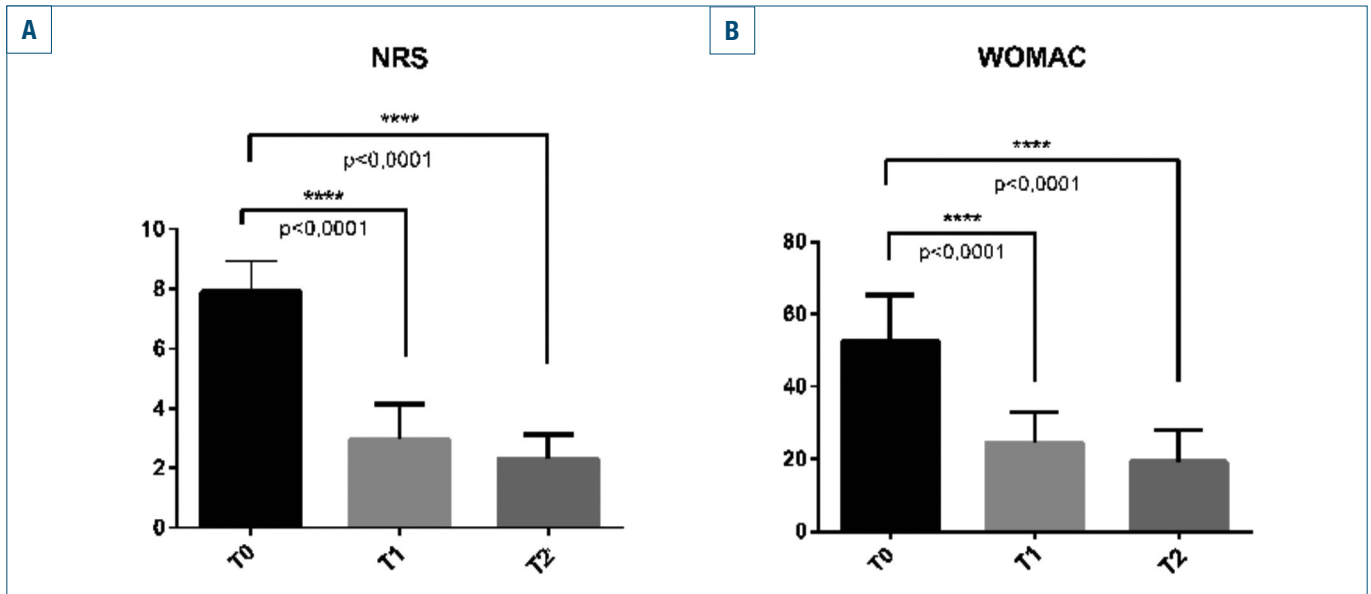 A
NRS
****
p<0,0001
****
p<0,0001
10
8
6
4
2
0
T0
T1
T2
B
WOMAC
****
p<0,0001
****
p<0,0001
80
60
40
20
0
T0
T1
T2